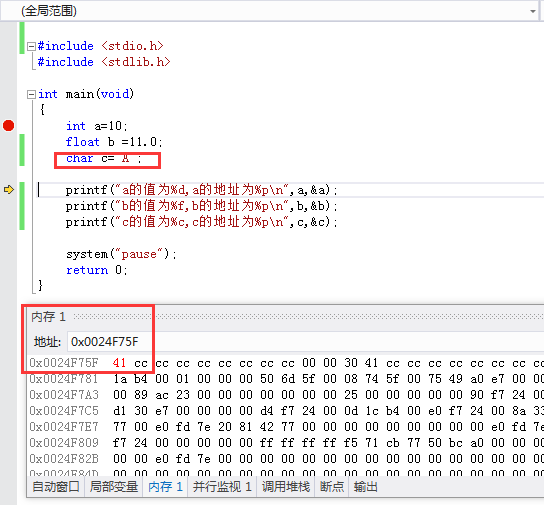 (全局范围)
#include <stdio.h>
#include <stdlib.h>
int main(void)
{
int a=10;
float b =11.0;
char c='A';
printf("a的值为%d,a的地址为%p\n",a,&a);
printf("b的值为%f,b的地址为%p\n",b,&b);
printf("c的值为%c,c的地址为%p\n",c,&c);
system("pause");
return 0;
}
内存 1
地址: 0x0024F75F
0x0024F75F 41 cc cc cc cc cc cc cc cc 00 00 30 41 cc cc cc cc cc cc cc cc
0x0024F781 1a b4 00 01 00 00 00 50 6d 5f 00 08 74 5f 00 75 49 a0 e7 00 00
0x0024F7A3 00 89 ac 23 00 00 00 00 00 00 00 25 00 00 00 00 00 90 f7 24 00
0x0024F7C5 d1 30 e7 00 00 00 00 d4 f7 24 00 0d 1c b4 00 e0 f7 24 00 8a 33
0x0024F7E7 77 00 e0 fd 7e 20 81 42 77 00 00 00 00 00 00 00 00 e0 fd 7e
0x0024F809 f7 24 00 00 00 00 00 ff ff ff ff f5 71 cb 77 50 bc a0 00 00 00
0x0024F82B 00 00 e0 fd 7e 00 00 00 00 00 00 00 00 00 00 00 00 00 00 00 00
自动窗口 局部变量 内存 1 并行监视 1 调用堆栈 断点 输出